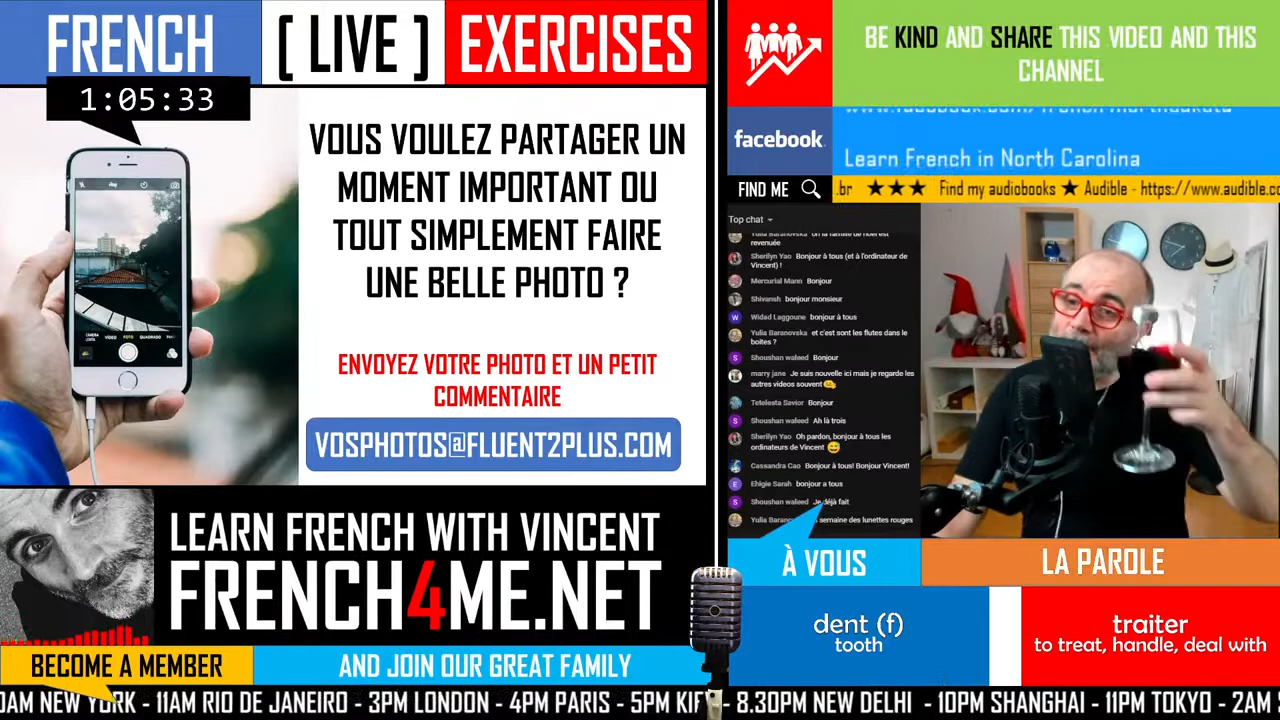 FRENCH
[ LIVE ]
EXERCISES
1:05:33
VOUS VOULEZ PARTAGER UN
MOMENT IMPORTANT OU
TOUT SIMPLEMENT FAIRE
UNE BELLE PHOTO ?
ENVOYEZ VOTRE PHOTO ET UN PETIT
COMMENTAIRE
VOSPHOTOS@FLUENT2PLUS.COM
LEARN FRENCH WITH VINCENT
FRENCH4ME.NET
BECOME A MEMBER
AND JOIN OUR GREAT FAMILY
BE KIND AND SHARE THIS VIDEO AND THIS
CHANNEL
facebook.
Learn French in North Carolina
FIND ME
.br ★★★ Find my audiobooks ★ Audible - https://www.audible.co
Top chat
revenuée
Sherilyn Yao Bonjour à tous (et à l'ordinateur de
Vincent) !
Mercurial Mann Bonjour
Shivansh bonjour monsieur
Widad Laggoune bonjour à tous
Yulia Baranovska et c'est sont les flutes dans le
boites ?
Shoushan waleed Bonjour
marry jane Je suis nouvelle ici mais je regarde les
autres videos souvent
Tetelesta Savior Bonjour
Shoushan waleed Ah là trois
Sherilyn Yao Oh pardon, bonjour à tous les
ordinateurs de Vincent
Cassandra Cao Bonjour à tous! Bonjour Vincent!
Ehigie Sarah bonjour a tous
Shoushan waleed Je déjà fait
Yulia semaine des lunettes rouges
À VOUS
LA PAROLE
dent (f)
tooth
traiter
to treat, handle, deal with
0AM NEW YORK - 11AM RIO DE JANEIRO - 3PM LONDON - 4PM PARIS - 5PM - 8.30PM NEW DELHI - 10PM SHANGHAI - 11PM TOKYO - 2AM